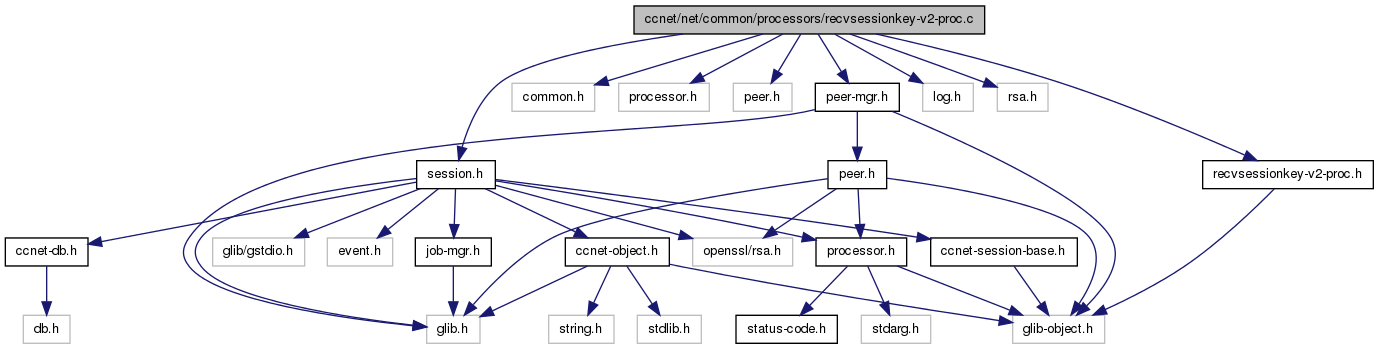 ccnet/net/common/processors/recvsessionkey-v2-proc.c
common.h
processor.h
peer.h
peer-mgr.h
log.h
rsa.h
session.h
peer.h
recvsessionkey-v2-proc.h
ccnet-db.h
glib/gstdio.h
event.h
job-mgr.h
ccnet-object.h
openssl/rsa.h
processor.h
ccnet-session-base.h
db.h
glib.h
string.h
stdlib.h
status-code.h
stdarg.h
glib-object.h